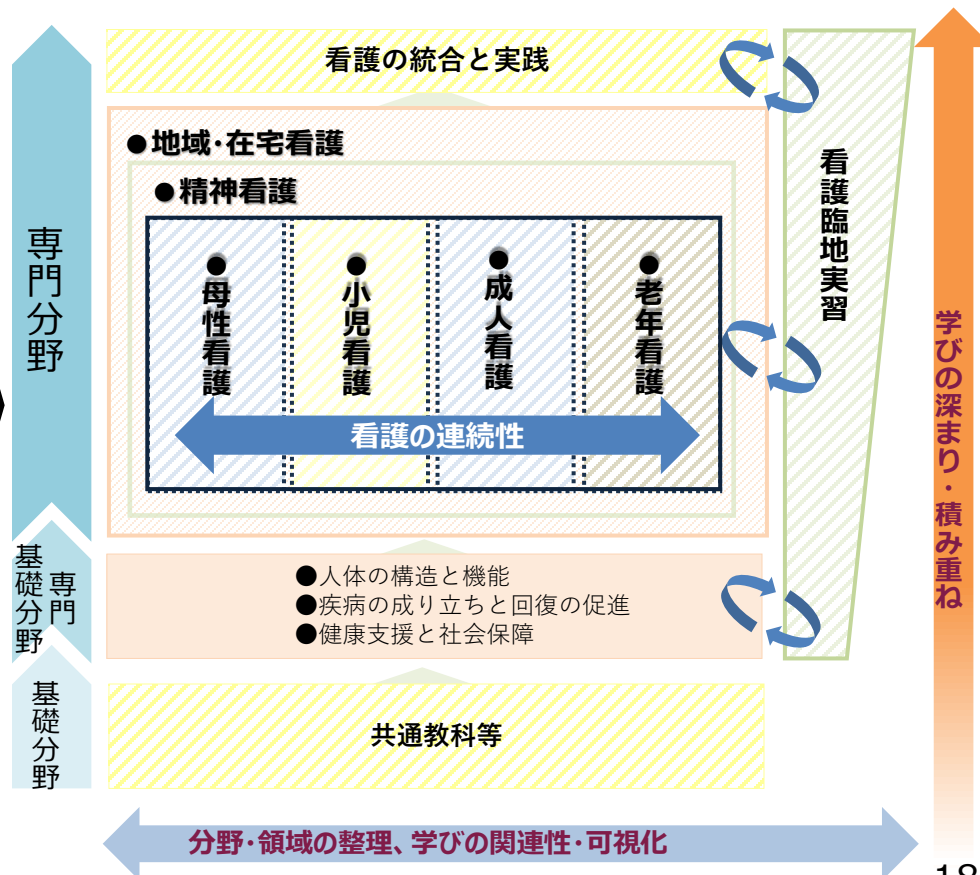 看護の統合と実践
●地域･在宅看護
●精神看護
●母性看護
●小児看護
●成人看護
●老年看護
看護の連続性
●人体の構造と機能
●疾病の成り立ちと回復の促進
●健康支援と社会保障
共通教科等
専門分野
専門
基礎分野
基礎分野
看護臨地実習
学びの深まり・積み重ね
分野･領域の整理、学びの関連性･可視化